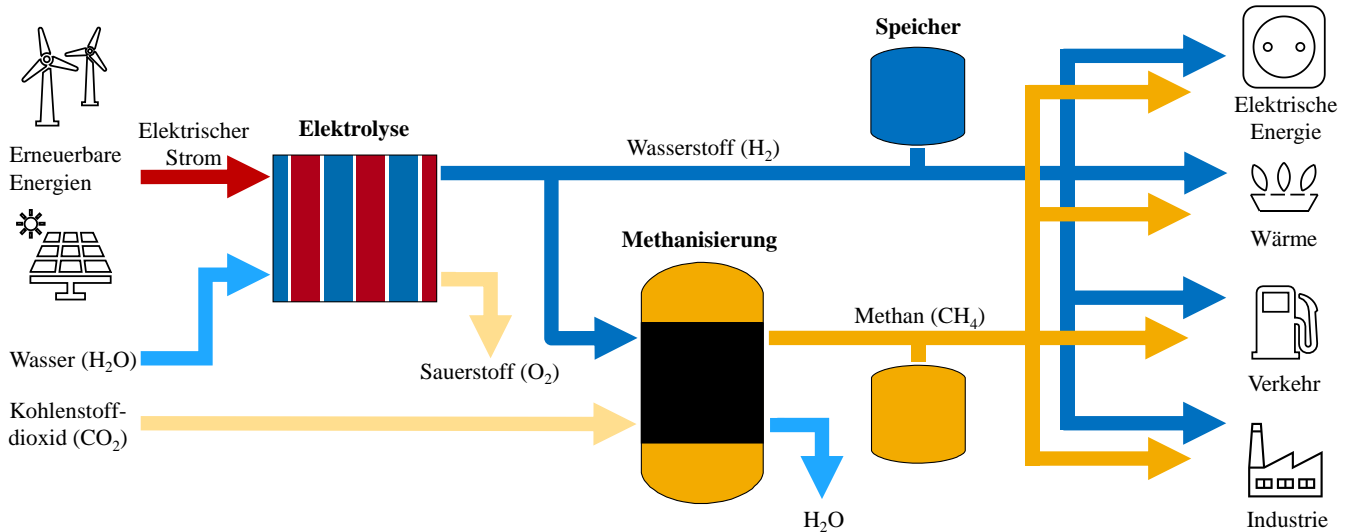 Speicher
Elektrischer
Strom
Elektrolyse
Erneuerbare
Energien
Wasserstoff (H₂)
Elektrische
Energie
Methanisierung
Wärme
Methan (CH₄)
Wasser (H₂O)
Sauerstoff (O₂)
Verkehr
Kohlenstoff-
dioxid (CO₂)
H₂O
Industrie